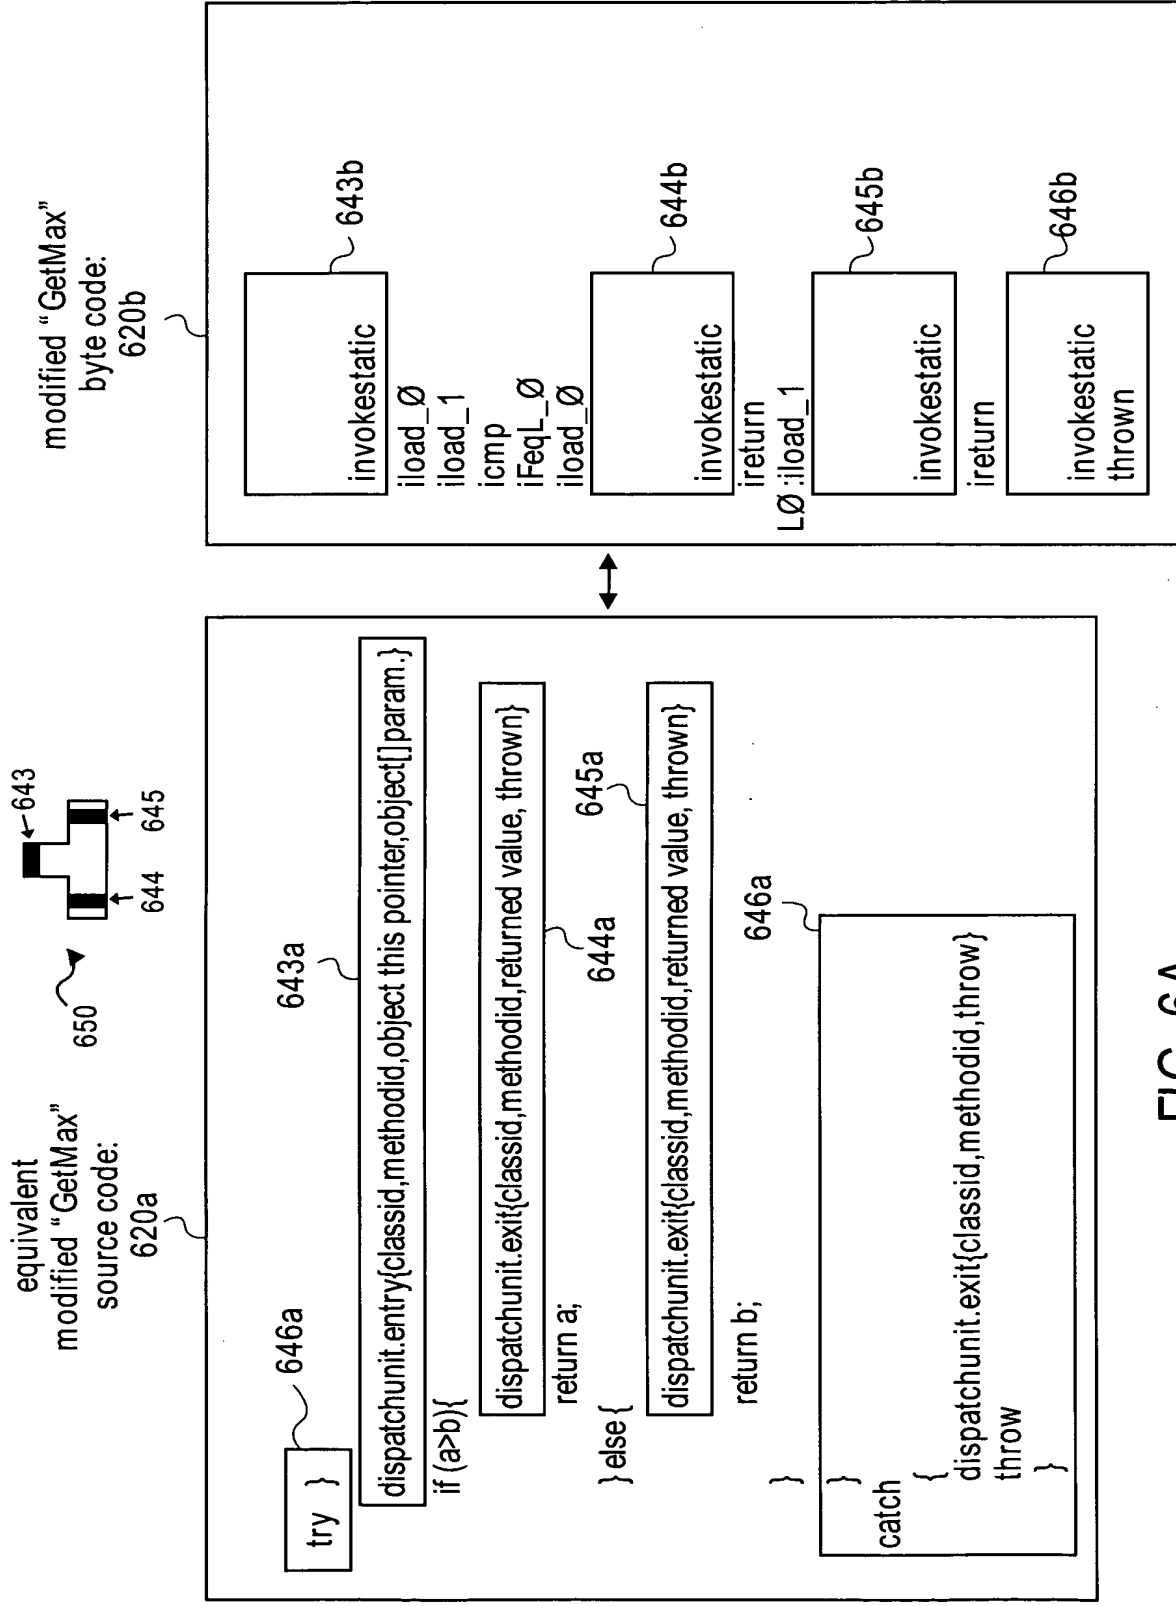 equivalent
modified “GetMax”
source code:
620a
650
643
644
645
646a
try }
643a
dispatchunit.entry{classid,methodid,object this pointer,object[]param.}
if (a>b){
dispatchunit.exit{classid,methodid,returned value, thrown}
644a
return a;
} else {
645a
dispatchunit.exit{classid,methodid,returned value, thrown}
return b;
}
646a
}
catch
{
dispatchunit.exit{classid,methodid,throw}
throw
}
modified “GetMax”
byte code:
620b
invokestatic
643b
iload_Ø
iload_1
icmp
iFeqL_Ø
iload_Ø
invokestatic
644b
ireturn
LØ:iload_1
invokestatic
645b
ireturn
invokestatic
thrown
646b